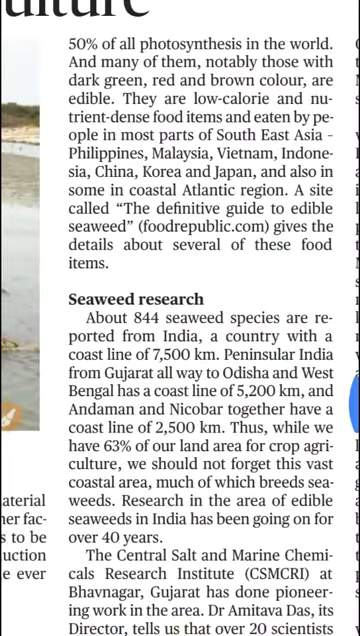 ulture
50% of all photosynthesis in the world.
And many of them, notably those with
dark green, red and brown colour, are
edible. They are low-calorie and nu-
trient-dense food items and eaten by pe-
ople in most parts of South East Asia -
Philippines, Malaysia, Vietnam, Indone-
sia, China, Korea and Japan, and also in
some in coastal Atlantic region. A site
called “The definitive guide to edible
seaweed” (foodrepublic.com) gives the
details about several of these food
items.
Seaweed research
About 844 seaweed species are re-
ported from India, a country with a
coast line of 7,500 km. Peninsular India
from Gujarat all way to Odisha and West
Bengal has a coast line of 5,200 km, and
Andaman and Nicobar together have a
coast line of 2,500 km. Thus, while we
have 63% of our land area for crop agri-
culture, we should not forget this vast
coastal area, much of which breeds sea-
weeds. Research in the area of edible
seaweeds in India has been going on for
over 40 years.
The Central Salt and Marine Chemi-
cals Research Institute (CSMCRI) at
Bhavnagar, Gujarat has done pioneer-
ing work in the area. Dr Amitava Das, its
Director, tells us that over 20 scientists
aterial
her fac-
s to be
uction
e ever